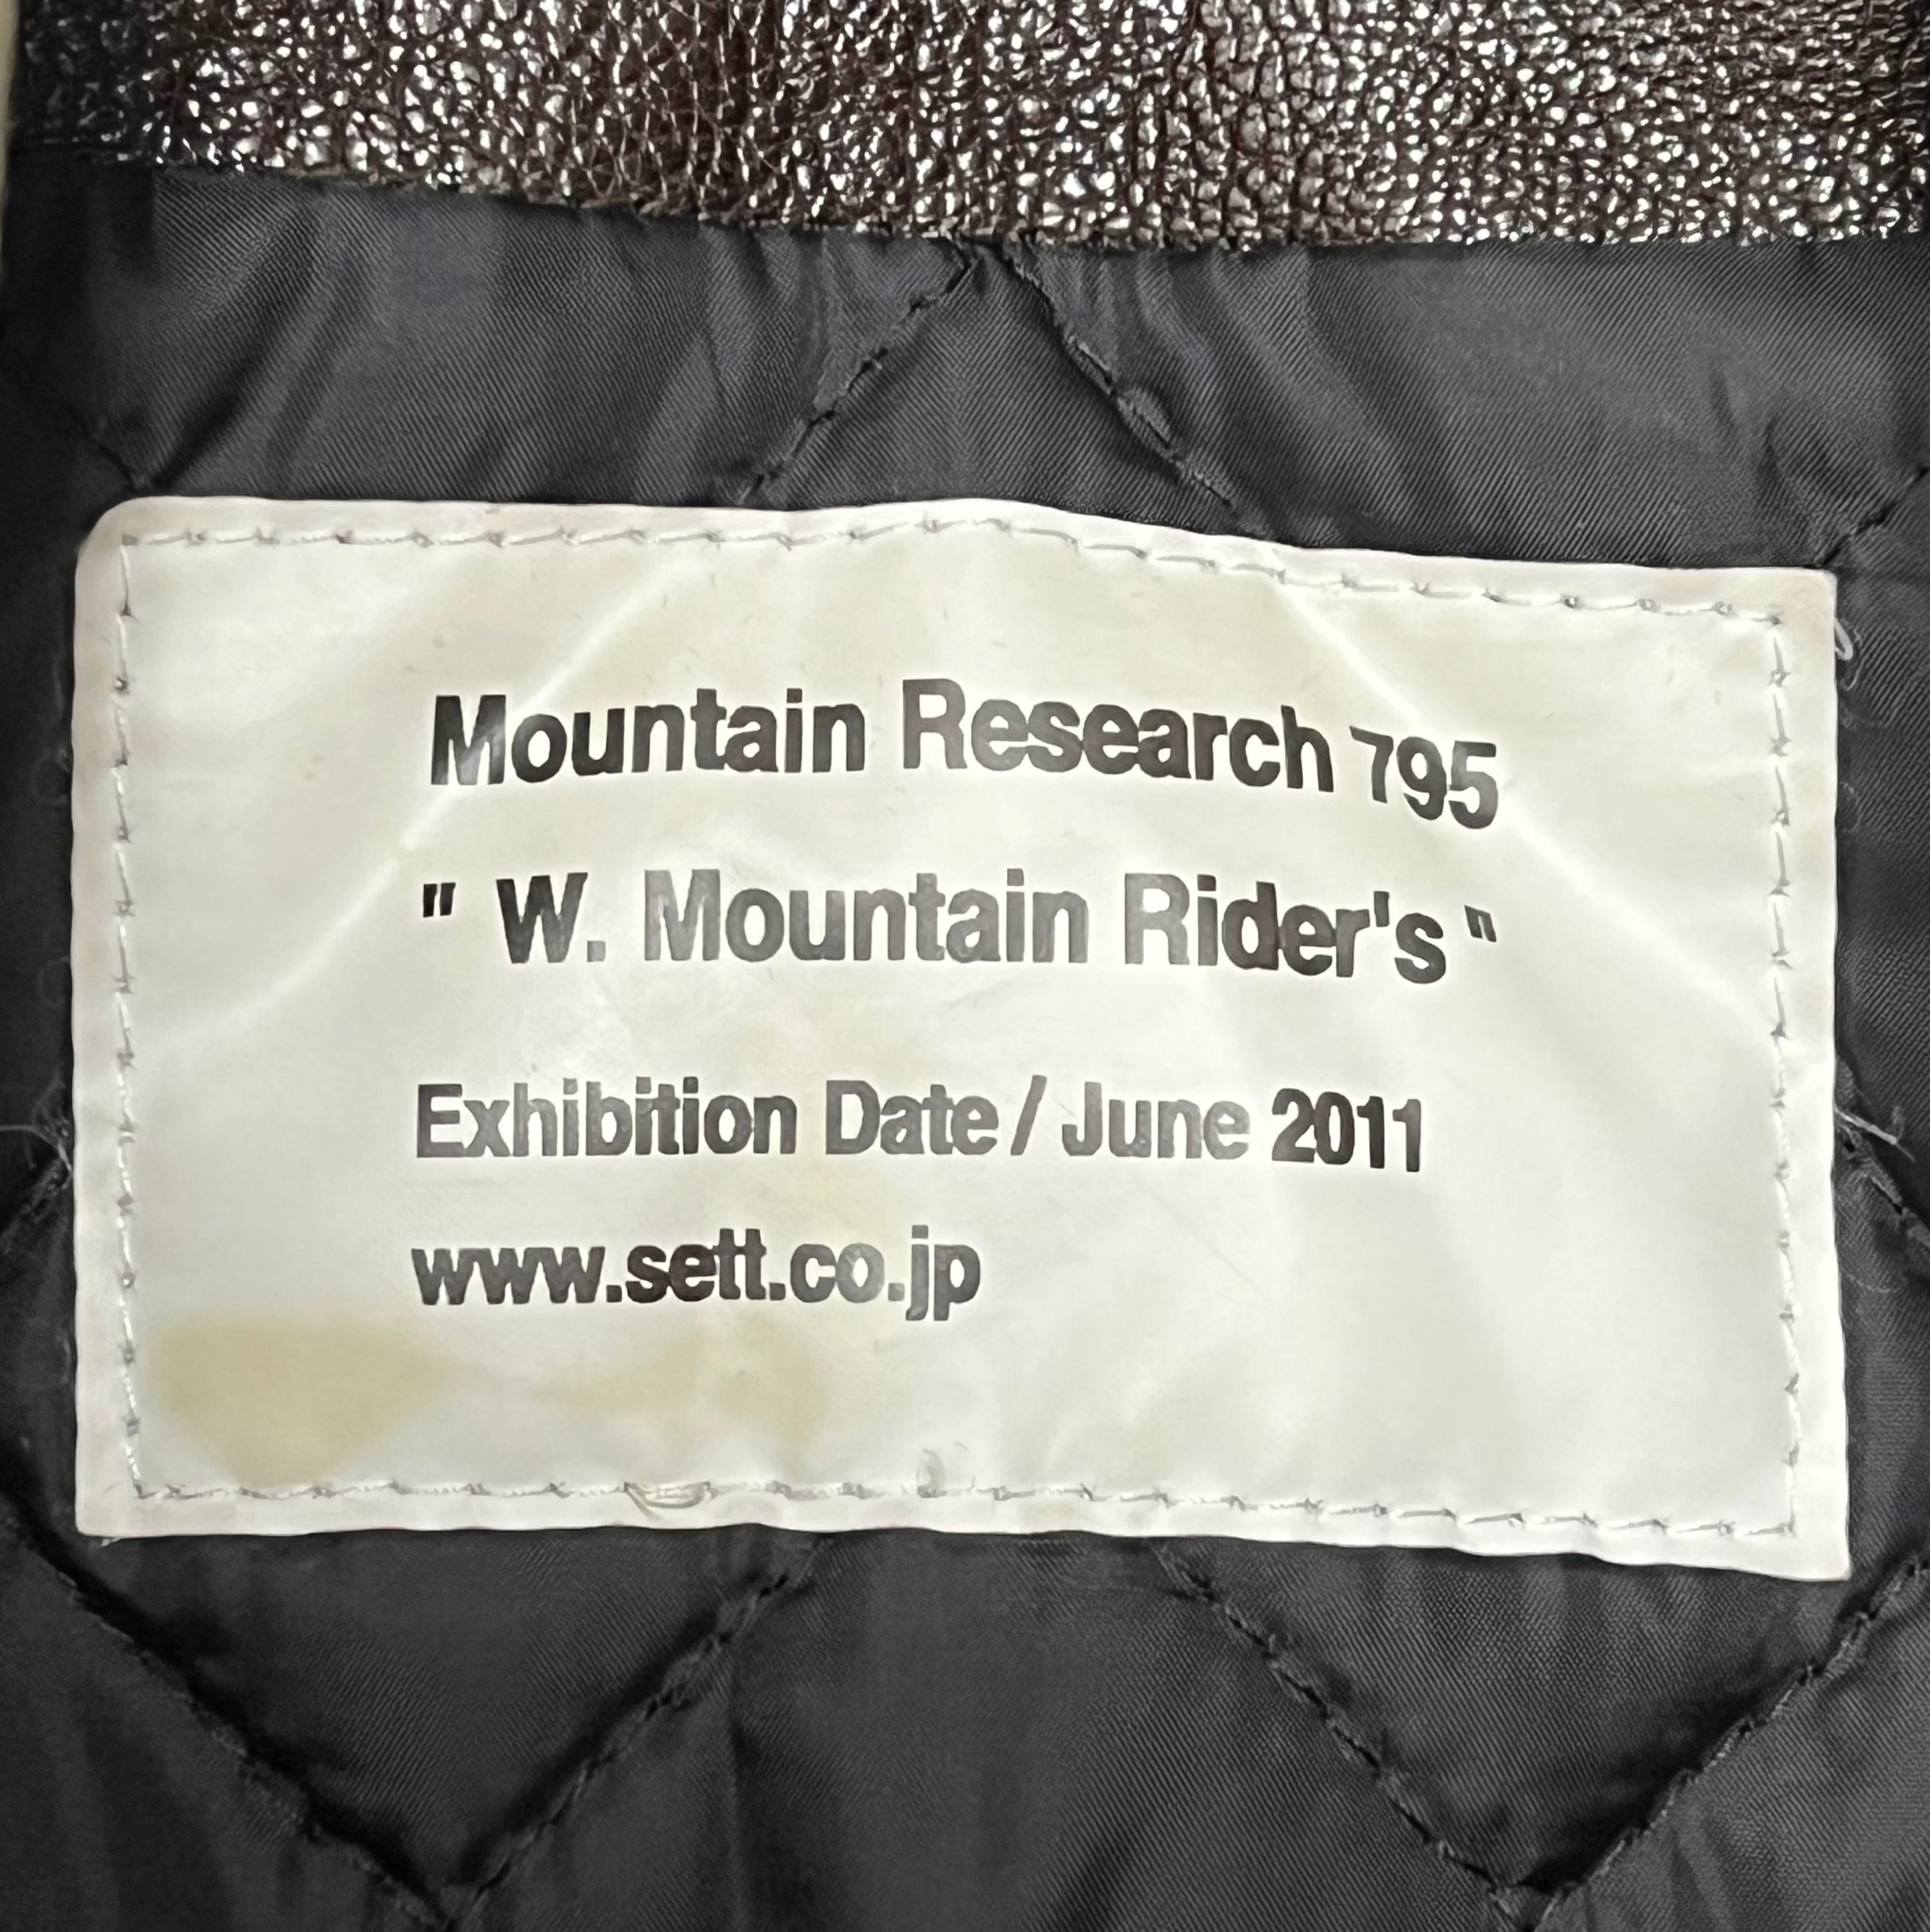 Mountain Research 795
" W. Mountain Rider's "
Exhibition Date / June 2011
www.sett.co.jp